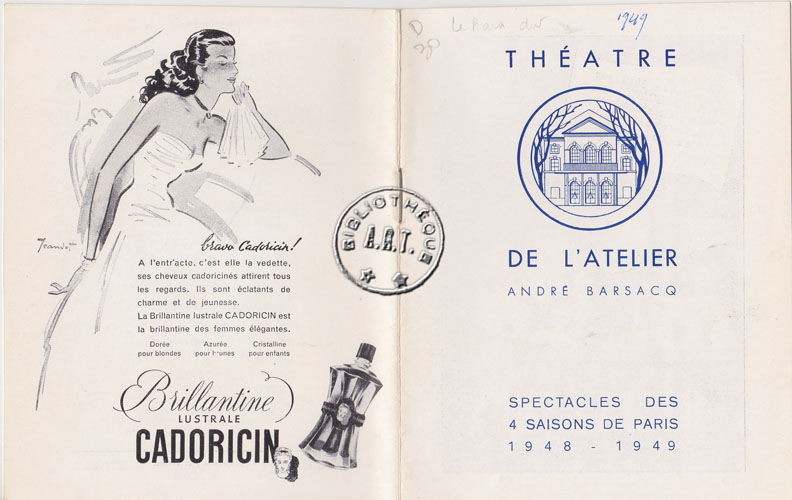 bravo Cadoricin!
A l'entr'acte, c'est elle la vedette,
ses cheveux cadoricinés attirent tous
les regards. Ils sont éclatants de
charme et de jeunesse.
La Brillantine lustrale CADORICIN est
la brillantine des femmes élégantes.
Dorée Azurée Cristalline
pour blondes pour brunes pour enfants
Brillantine
LUSTRALE
CADORICIN
BIBLIOTHÈQUE
A.R.T.
1949
THÉATRE
DE L'ATELIER
ANDRÉ BARSACQ
SPECTACLES DES
4 SAISONS DE PARIS
1948 - 1949